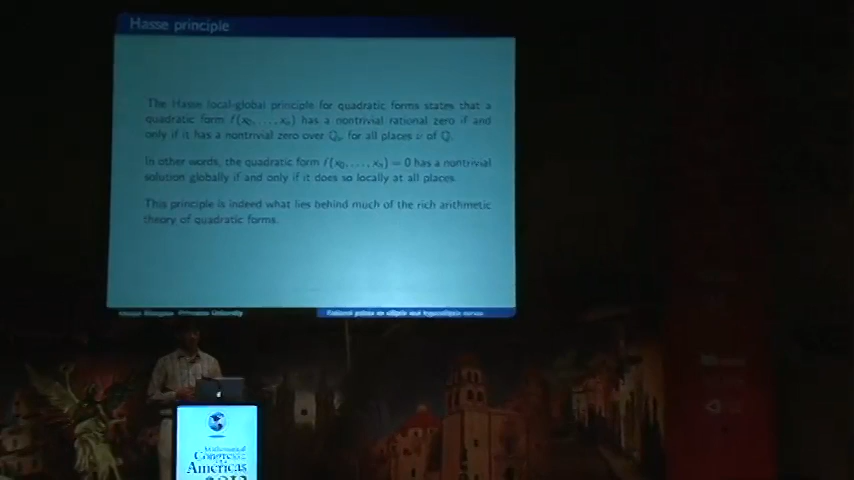 Hasse principle
The Hasse local-global principle for quadratic forms states that a
quadratic form f(x₀, . . . , xₙ) has a nontrivial rational zero if and
only if it has a nontrivial zero over ℚᵥ for all places ν of ℚ.
In other words, the quadratic form f(x₀, . . . , xₙ) = 0 has a nontrivial
solution globally if and only if it does so locally at all places.
This principle is indeed what lies behind much of the rich arithmetic
theory of quadratic forms.
Princeton University
Rational points on elliptic and hyperelliptic curves
Mathematical
Congress
Américas
2013